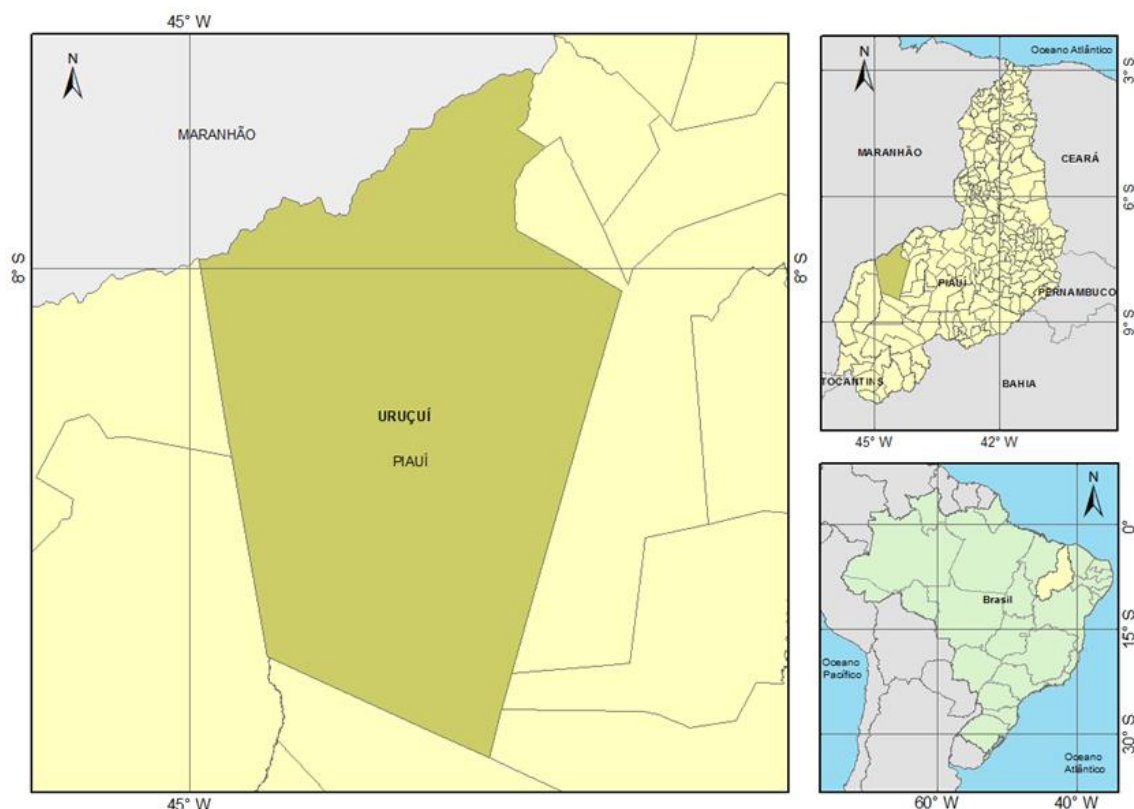 45° W
N
MARANHÃO
8° S
8° S
URUÇUÍ
PIAUÍ
45° W
Oceano Atlântico
N
3°S
MARANHÃO
CEARÁ
6°S
PIAUÍ
PERNAMBUCO
9°S
TOCANTINS
BAHIA
45° W
42° W
N
0°
Brasil
15°S
Oceano
Pacífico
30°S
Oceano
Atlântico
60° W
40° W